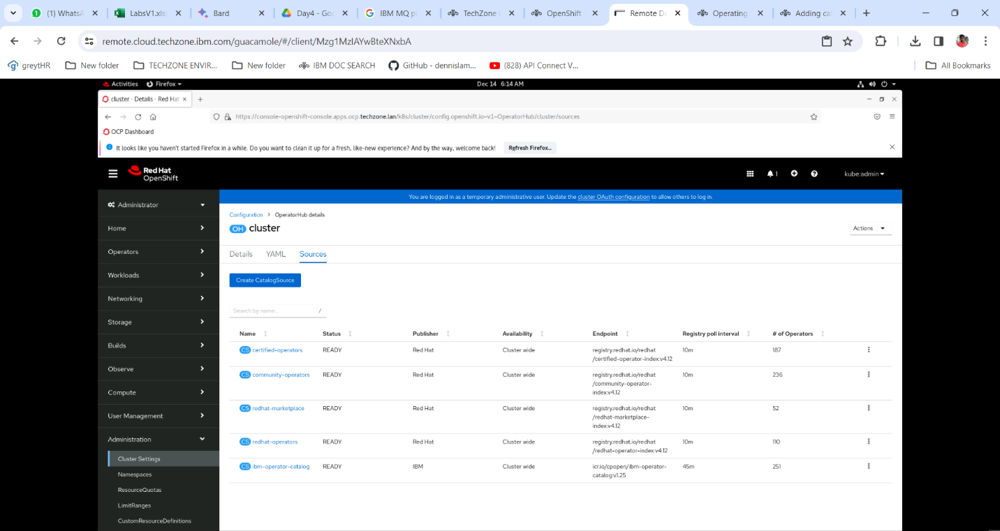 (1) WhatsA
LabsV1.xls
Bard
Day4 - Goo
IBM MQ p
TechZone C
OpenShift
Remote De
Operating
Adding cat
remote.cloud.techzone.ibm.com/guacamole/#/client/Mzg1MzlAYwBteXNxbA
greytHR
New folder
TECHZONE ENVIR...
New folder
IBM DOC SEARCH
GitHub - dennislam...
(828) API Connect V...
All Bookmarks
Activities
Firefox
Dec 14 6:14 AM
cluster · Details · Red Hat
https://console-openshift-console.apps.ocp.techzone.lan/k8s/cluster/config.openshift.io~v1~OperatorHub/cluster/sources
OCP Dashboard
It looks like you haven't started Firefox in a while. Do you want to clean it up for a fresh, like-new experience? And by the way, welcome back!
Refresh Firefox...
Red Hat
OpenShift
1
kube:admin
You are logged in as a temporary administrative user. Update the cluster OAuth configuration to allow others to log in.
Administrator
Home
Operators
Workloads
Networking
Storage
Builds
Observe
Compute
User Management
Administration
Cluster Settings
Namespaces
ResourceQuotas
LimitRanges
CustomResourceDefinitions
Configuration > OperatorHub details
OH cluster
Actions
Details YAML Sources
Create CatalogSource
Search by name... /
Name Status Publisher Availability Endpoint Registry poll interval # of Operators
CS certified-operators READY Red Hat Cluster wide registry.redhat.io/redhat 10m 187
/certified-operator-index:v4.12
CS community-operators READY Red Hat Cluster wide registry.redhat.io/redhat 10m 236
/community-operator-
index:v4.12
CS redhat-marketplace READY Red Hat Cluster wide registry.redhat.io/redhat 10m 52
/redhat-marketplace-
index:v4.12
CS redhat-operators READY Red Hat Cluster wide registry.redhat.io/redhat 10m 110
/redhat-operator-index:v4.12
CS ibm-operator-catalog READY IBM Cluster wide icr.io/cpopen/ibm-operator- 45m 251
catalog:v1.25